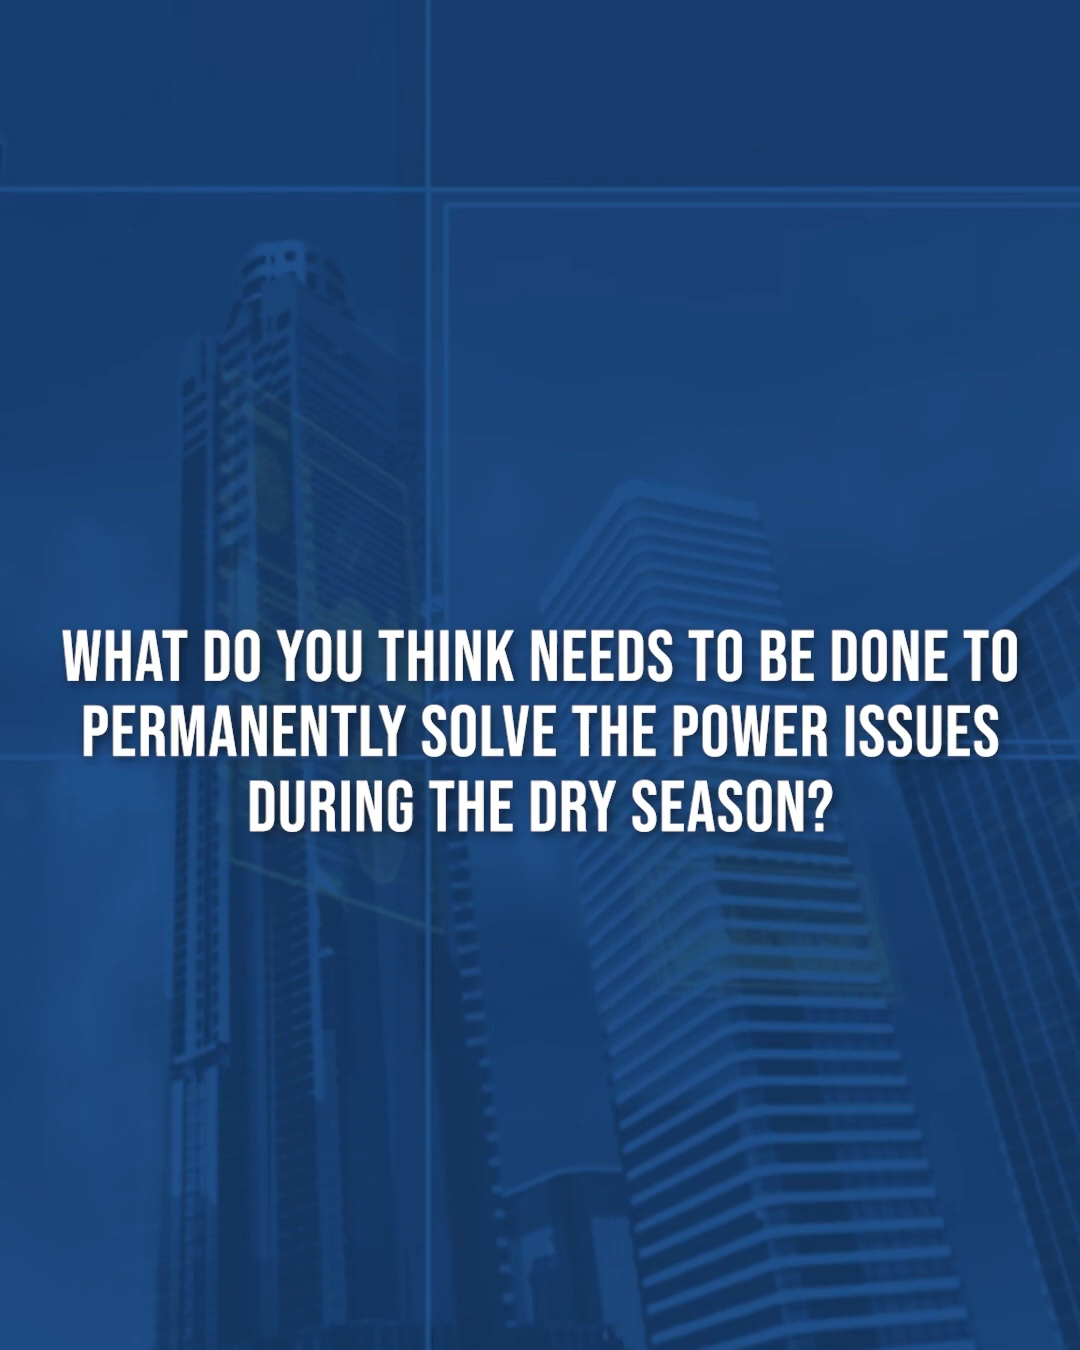 WHAT DO YOU THINK NEEDS TO BE DONE TO
PERMANENTLY SOLVE THE POWER ISSUES
DURING THE DRY SEASON?